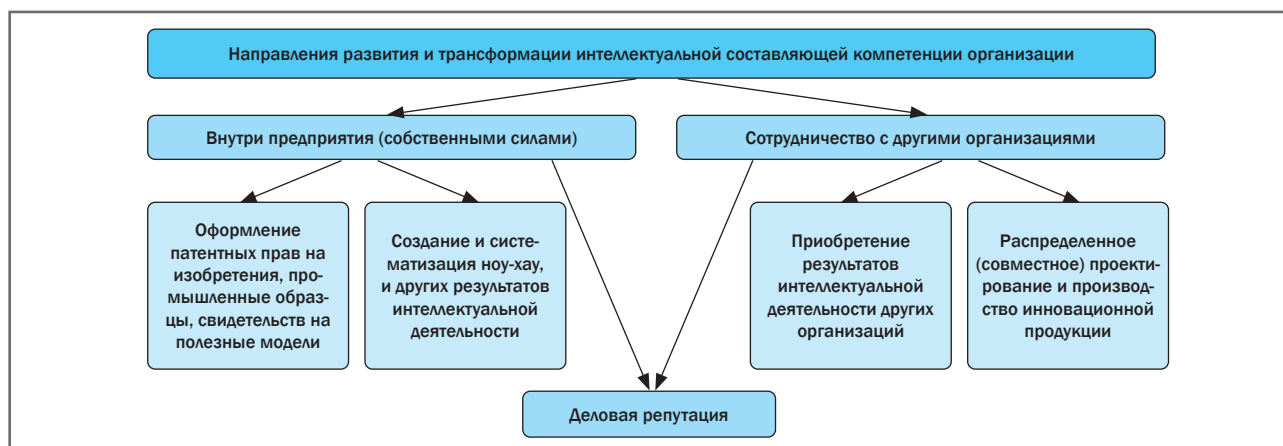 Направления развития и трансформации интеллектуальной составляющей компетенции организации
Внутри предприятия (собственными силами)
Сотрудничество с другими организациями
Оформление
патентных прав на
изобретения, про-
мышленные образ-
цы, свидетельств на
полезные модели
Создание и систе-
матизация ноу-хау,
и других результатов
интеллектуальной
деятельности
Приобретение
результатов
интеллектуальной
деятельности других
организаций
Распределенное
(совместное) проекти-
рование и производ-
ство инновационной
продукции
Деловая репутация